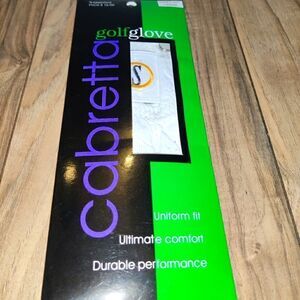 golfglove
cabretta
S
Uniform fit
Ultimate comfort
Durable performance